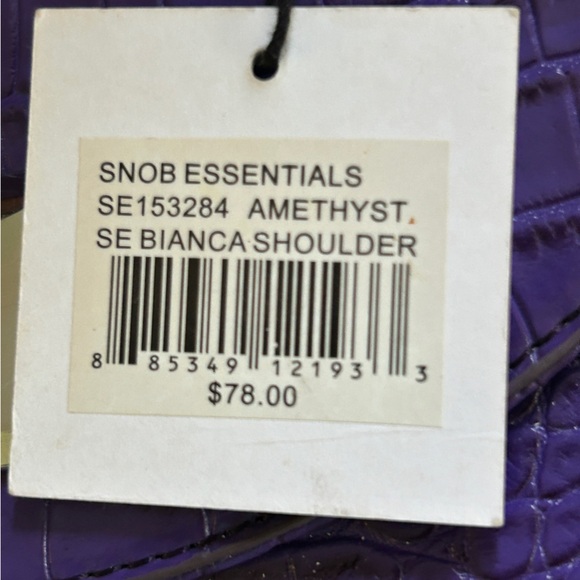 SNOB ESSENTIALS
SE153284 AMETHYST.
SE BIANCA SHOULDER
8 85349 12193 3
$78.00